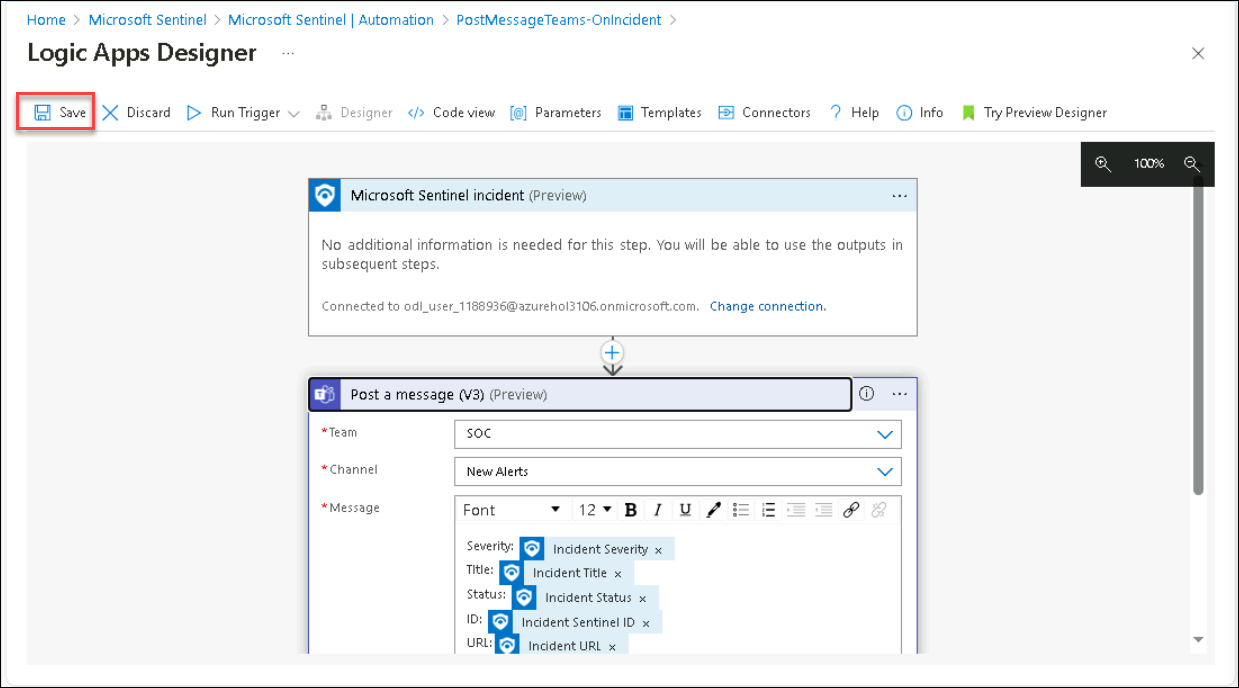 Home > Microsoft Sentinel > Microsoft Sentinel | Automation > PostMessageTeams-OnIncident >
Logic Apps Designer ...
Save Discard Run Trigger Designer Code view Parameters Templates Connectors Help Info Try Preview Designer
100%
Microsoft Sentinel incident (Preview) ...
No additional information is needed for this step. You will be able to use the outputs in
subsequent steps.
Connected to odl_user_1188936@azurehol3106.onmicrosoft.com. Change connection.
Post a message (V3) (Preview) ...
*Team SOC
*Channel New Alerts
*Message Font 12 B I U
Severity: Incident Severity ×
Title: Incident Title ×
Status: Incident Status ×
ID: Incident Sentinel ID ×
URL: Incident URL ×